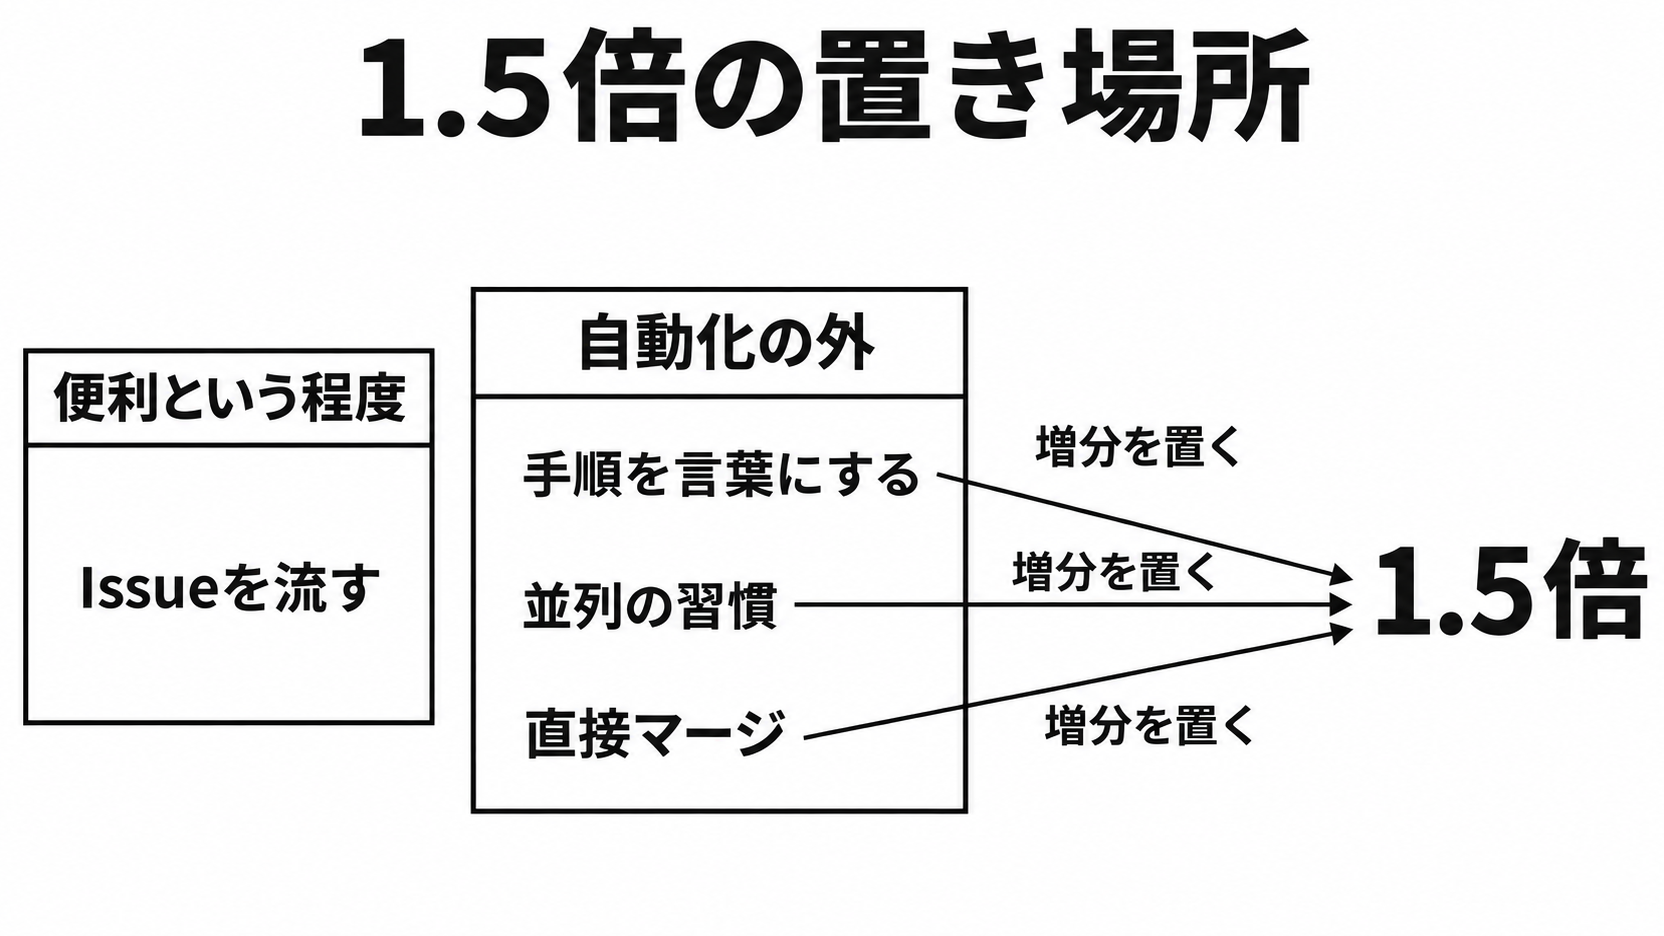 1.5倍の置き場所
便利という程度
Issueを流す
自動化の外
手順を言葉にする
並列の習慣
直接マージ
増分を置く
増分を置く
増分を置く
1.5倍